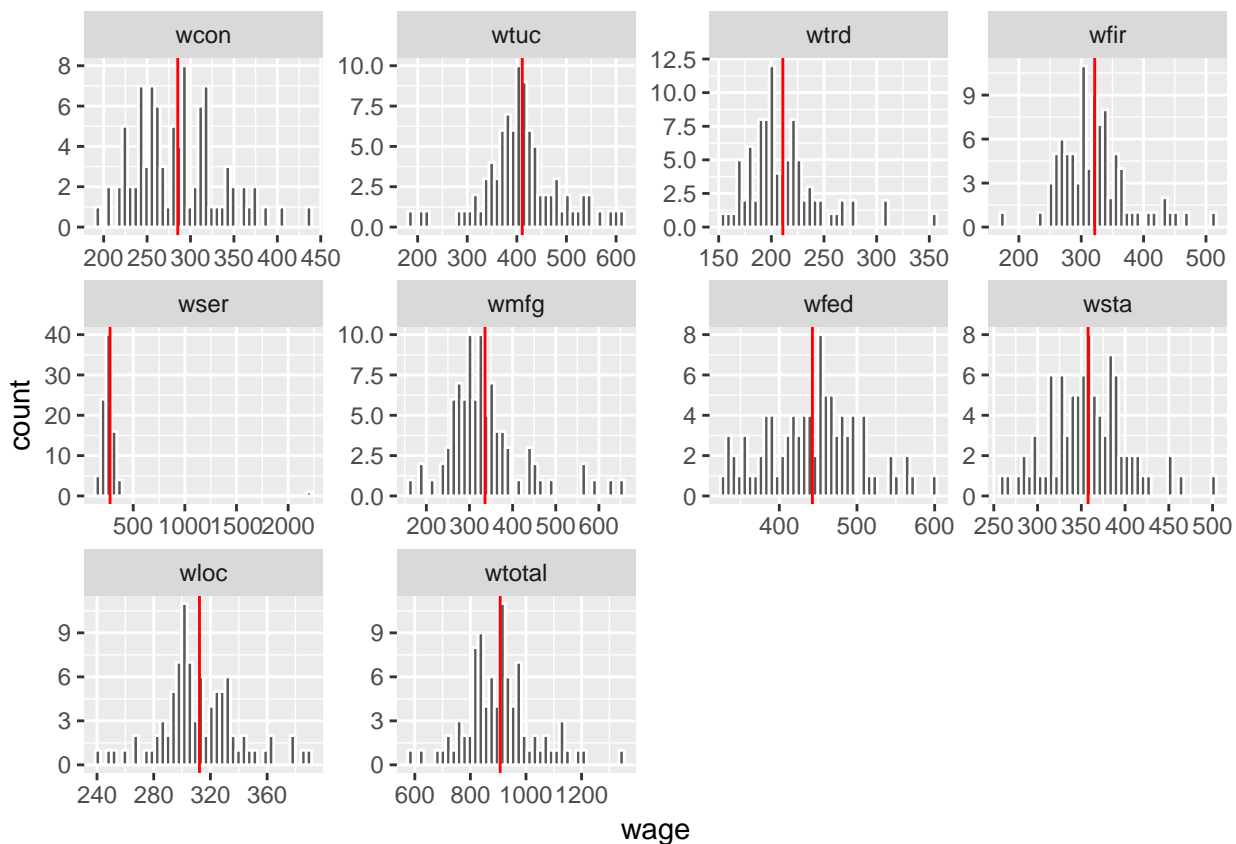 wcon wtuc wtrd wfir
8 10.0 12.5 9
6 7.5 10.0 6
4 5.0 7.5 3
2 2.5 5.0 0
0 0.0 2.5
0.0
200 250 300 350 400 450 200 300 400 500 600 150 200 250 300 350 200 300 400 500
wser wmfg wfed wsta
40 10.0 8 8
30 7.5 6 6
20 5.0 4 4
10 2.5 2 2
0 0.0 0 0
500 1000 1500 2000 200 300 400 500 600 400 500 600 250 300 350 400 450 500
wloc wtotal
9 9
6 6
3 3
0 0
240 280 320 360 600 800 1000 1200
count
wage